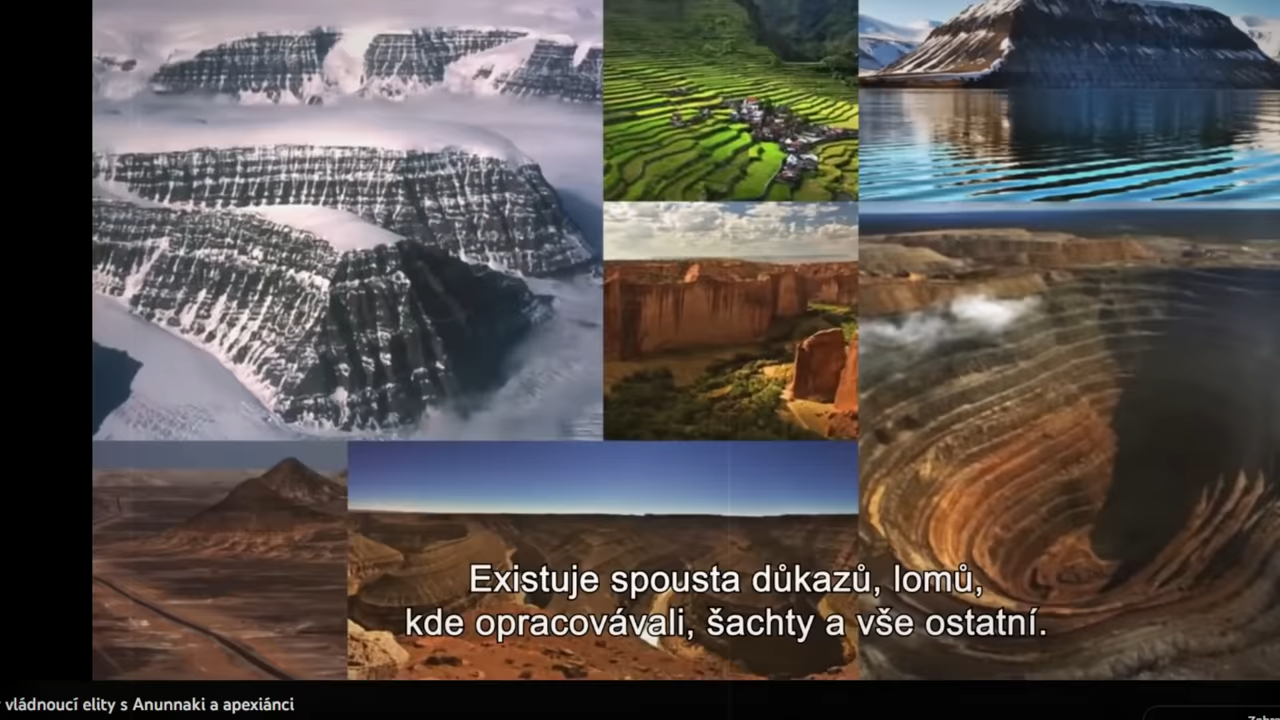 Existuje spousta důkazů, lomů,
kde opracovávali, šachty a vše ostatní.
vládnoucí elity s Anunnaki a apexiánci